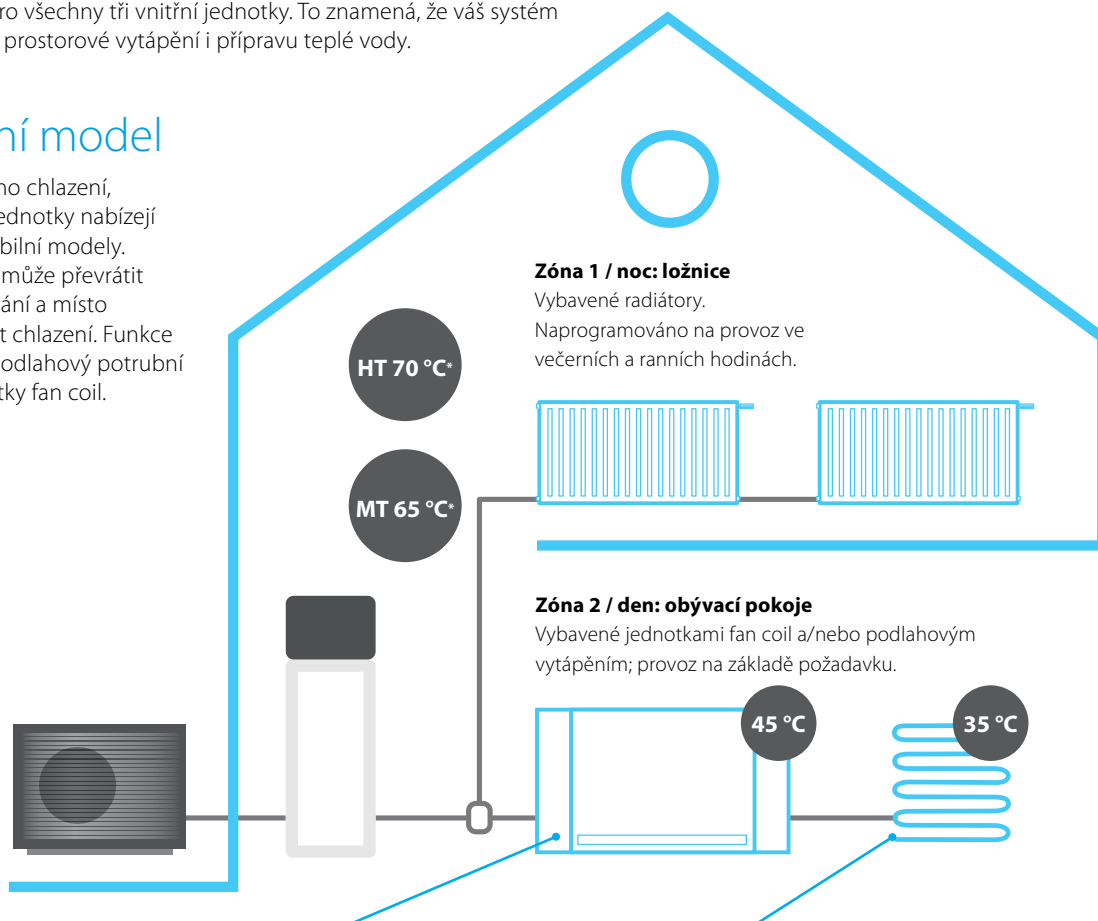 ro všechny tři vnitřní jednotky. To znamená, že váš systém
prostorové vytápění i přípravu teplé vody.
ní model
no chlazení,
ednotky nabízejí
bilní modely.
může převrátit
ání a místo
t chlazení. Funkce
odlahový potrubní
tky fan coil.
HT 70 °C*
MT 65 °C*
Zóna 1 / noc: ložnice
Vybavené radiátory.
Naprogramováno na provoz ve
večerních a ranních hodinách.
Zóna 2 / den: obývací pokoje
Vybavené jednotkami fan coil a/nebo podlahovým
vytápěním; provoz na základě požadavku.
45 °C
35 °C